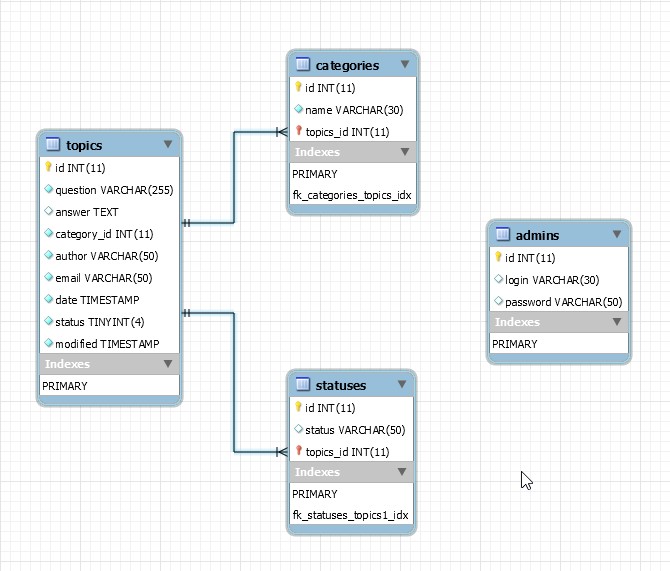 categories
id INT(11)
name VARCHAR(30)
topics_id INT(11)
Indexes
PRIMARY
fk_categories_topics_idx
topics
id INT(11)
question VARCHAR(255)
answer TEXT
category_id INT(11)
author VARCHAR(50)
email VARCHAR(50)
date TIMESTAMP
status TINYINT(4)
modified TIMESTAMP
Indexes
PRIMARY
admins
id INT(11)
login VARCHAR(30)
password VARCHAR(50)
Indexes
PRIMARY
statuses
id INT(11)
status VARCHAR(50)
topics_id INT(11)
Indexes
PRIMARY
fk_statuses_topics1_idx